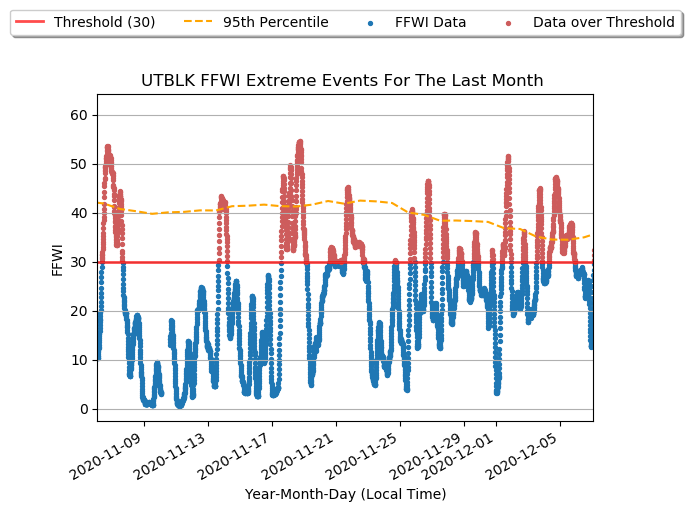 Threshold (30) 95th Percentile FFWI Data Data over Threshold
UTBLK FFWI Extreme Events For The Last Month
FFWI
60
50
40
30
20
10
0
2020-11-09 2020-11-13 2020-11-17 2020-11-21 2020-11-25 2020-11-29 2020-12-01 2020-12-05
Year-Month-Day (Local Time)